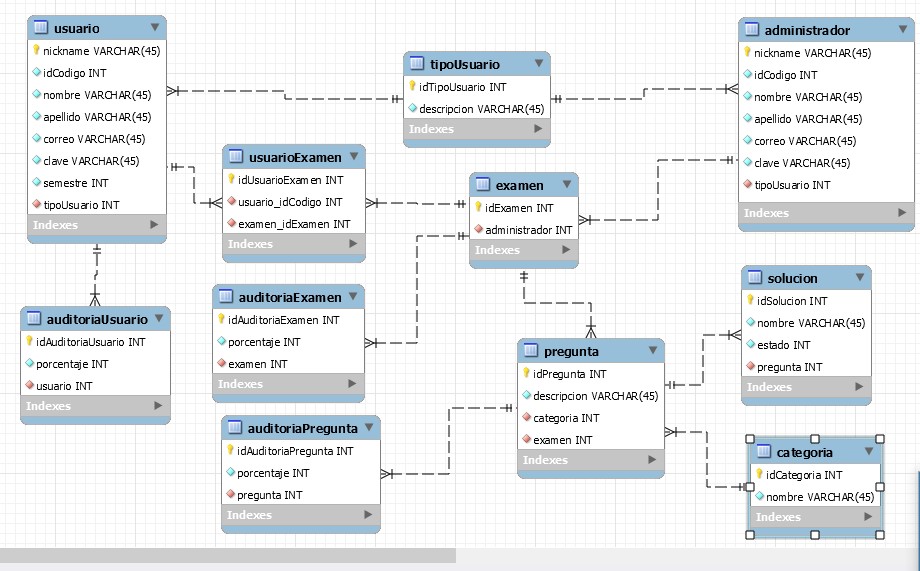 usuario
nickname VARCHAR(45)
idCodigo INT
nombre VARCHAR(45)
apellido VARCHAR(45)
correo VARCHAR(45)
clave VARCHAR(45)
semestre INT
tipoUsuario INT
Indexes
tipoUsuario
idTipoUsuario INT
descripcion VARCHAR(45)
Indexes
administrador
nickname VARCHAR(45)
idCodigo INT
nombre VARCHAR(45)
apellido VARCHAR(45)
correo VARCHAR(45)
clave VARCHAR(45)
tipoUsuario INT
Indexes
usuarioExamen
idUsuarioExamen INT
usuario_idCodigo INT
examen_idExamen INT
Indexes
examen
idExamen INT
administrador INT
Indexes
auditoriaUsuario
idAuditoriaUsuario INT
porcentaje INT
usuario INT
Indexes
auditoriaExamen
idAuditoriaExamen INT
porcentaje INT
examen INT
Indexes
solucion
idSolucion INT
nombre VARCHAR(45)
estado INT
pregunta INT
Indexes
pregunta
idPregunta INT
descripcion VARCHAR(45)
categoria INT
examen INT
Indexes
auditoriaPregunta
idAuditoriaPregunta INT
porcentaje INT
pregunta INT
Indexes
categoria
idCategoria INT
nombre VARCHAR(45)
Indexes